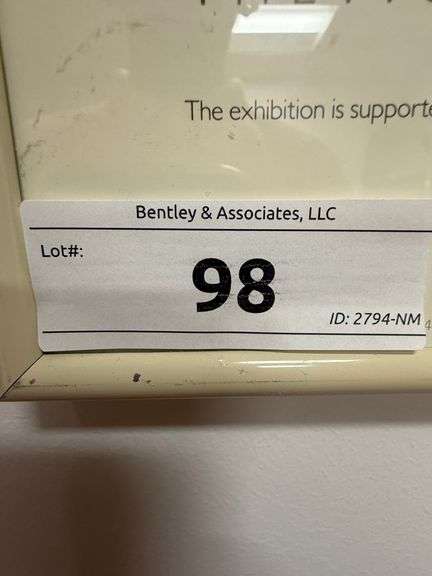 The exhibition is supporte
Bentley & Associates, LLC
Lot#:
98
ID: 2794-NM